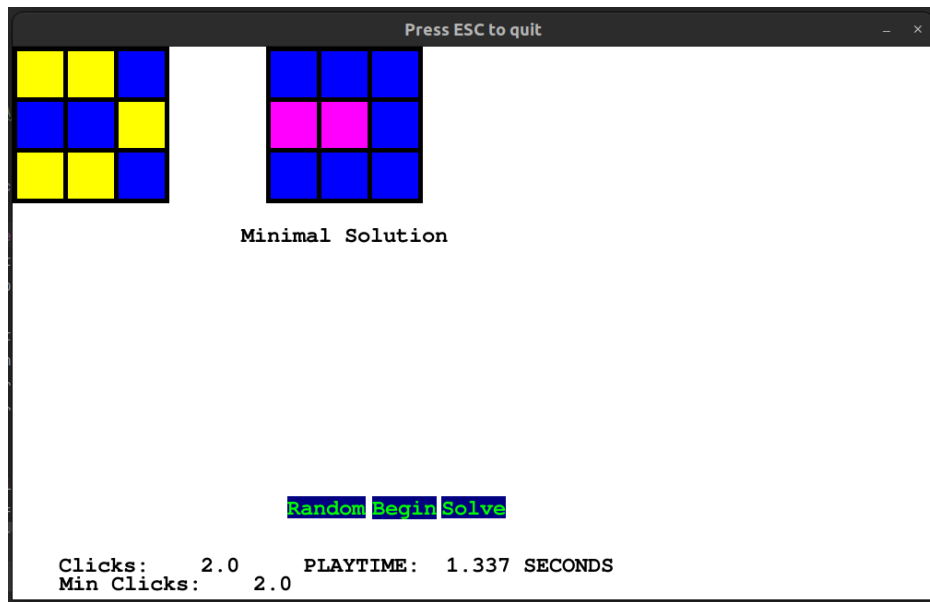 Press ESC to quit
Minimal Solution
Random Begin Solve
Clicks: 2.0 PLAYTIME: 1.337 SECONDS
Min Clicks: 2.0